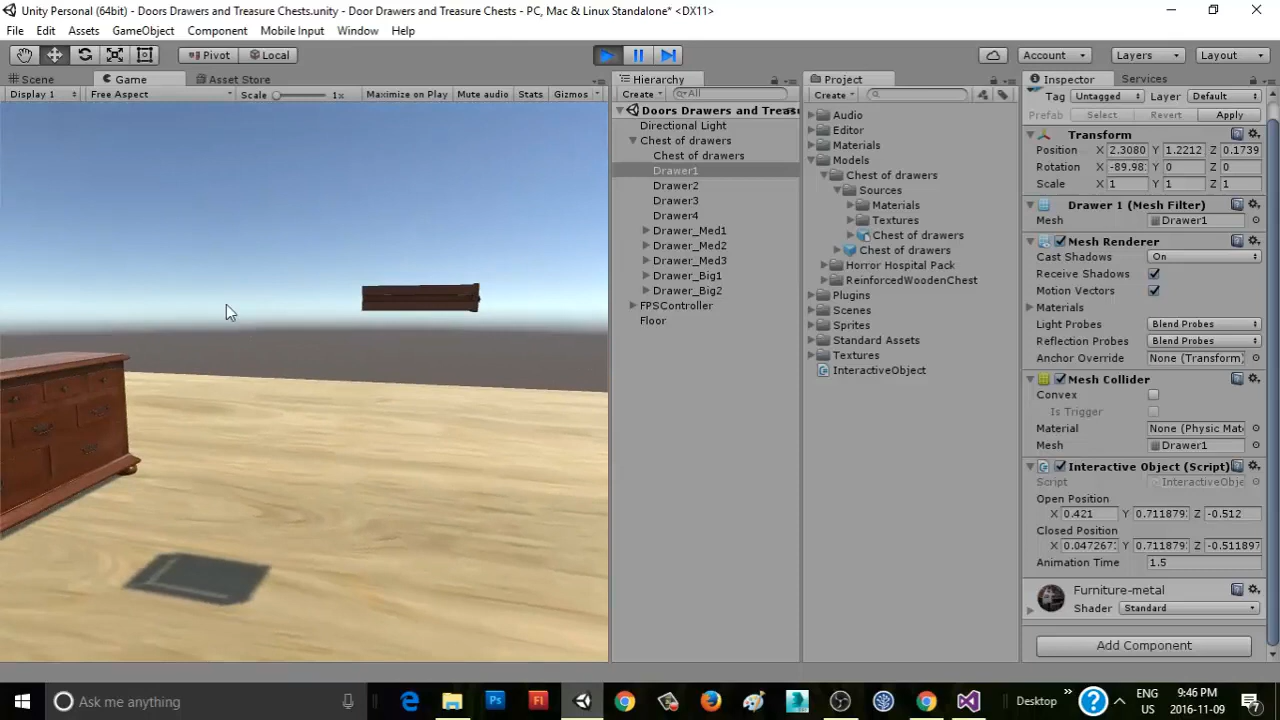 Unity Personal (64bit) - Doors Drawers and Treasure Chests.unity - Door Drawers and Treasure Chests - PC, Mac & Linux Standalone* <DX11>
File Edit Assets GameObject Component Mobile Input Window Help
Pivot Local Account Layers Layout
Scene Game Asset Store Hierarchy Project Inspector Services
Display 1 Free Aspect Scale 1x Maximize on Play Mute audio Stats Gizmos Create All Create Tag Untagged Layer Default
Prefab Select Revert Apply
Doors Drawers and Treas
Directional Light
Chest of drawers
Chest of drawers
Drawer1
Drawer2
Drawer3
Drawer4
Drawer_Med1
Drawer_Med2
Drawer_Med3
Drawer_Big1
Drawer_Big2
FPSController
Floor
Audio
Editor
Materials
Models
Chest of drawers
Sources
Materials
Textures
Chest of drawers
Chest of drawers
Horror Hospital Pack
ReinforcedWoodenChest
Plugins
Scenes
Sprites
Standard Assets
Textures
InteractiveObject
Transform
Position X 2.3080 Y 1.2212 Z 0.1739
Rotation X -89.98 Y 0 Z 0
Scale X 1 Y 1 Z 1
Drawer 1 (Mesh Filter)
Mesh Drawer1
Mesh Renderer
Cast Shadows On
Receive Shadows
Motion Vectors
Materials
Light Probes Blend Probes
Reflection Probes Blend Probes
Anchor Override None (Transform)
Mesh Collider
Convex
Is Trigger
Material None (Physic Mat
Mesh Drawer1
Interactive Object (Script)
Script InteractiveObje
Open Position
X 0.421 Y 0.711879 Z -0.512
Closed Position
X 0.047267 Y 0.711879 Z -0.511897
Animation Time 1.5
Furniture-metal
Shader Standard
Add Component
Ask me anything Desktop ENG 9:46 PM
US 2016-11-09